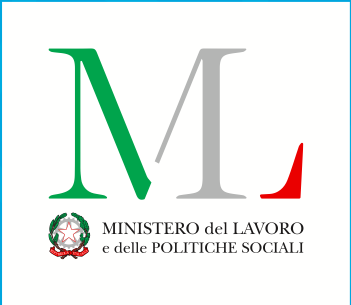 ML
MINISTERO del LAVORO
e delle POLITICHE SOCIALI